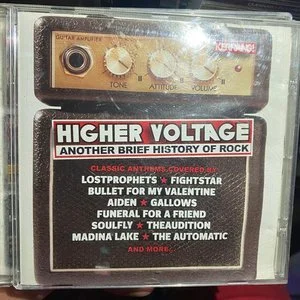 GUITAR AMPLIFIER
KERRANG!
TONE ATTITUDE VOLUME
HIGHER VOLTAGE
ANOTHER BRIEF HISTORY OF ROCK
CLASSIC ANTHEMS COVERED BY:
LOSTPROPHETS ★ FIGHTSTAR
BULLET FOR MY VALENTINE
AIDEN ★ GALLOWS
FUNERAL FOR A FRIEND
SOULFLY ★ THEAUDITION
MADINA LAKE ★ THE AUTOMATIC
AND MORE...